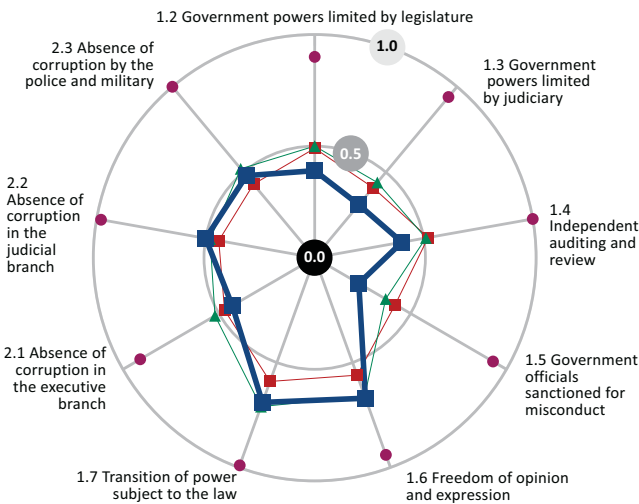 1.2 Government powers limited by legislature
1.0
2.3 Absence of
corruption by the
police and military
1.3 Government
powers limited
by judiciary
0.5
2.2
Absence of
corruption
in the
judicial
branch
1.4
Independent
auditing and
review
0.0
2.1 Absence of
corruption in
the executive
branch
1.5 Government
officials
sanctioned for
misconduct
1.7 Transition of power
subject to the law
1.6 Freedom of opinion
and expression